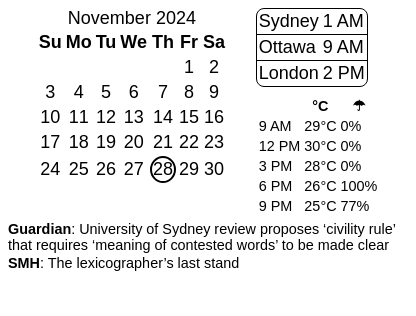 November 2024
Su Mo Tu We Th Fr Sa
1 2
3 4 5 6 7 8 9
10 11 12 13 14 15 16
17 18 19 20 21 22 23
24 25 26 27 28 29 30
Sydney 1 AM
Ottawa 9 AM
London 2 PM
°C ☂
9 AM 29°C 0%
12 PM 30°C 0%
3 PM 28°C 0%
6 PM 26°C 100%
9 PM 25°C 77%
Guardian: University of Sydney review proposes ‘civility rule’
that requires ‘meaning of contested words’ to be made clear
SMH: The lexicographer’s last stand